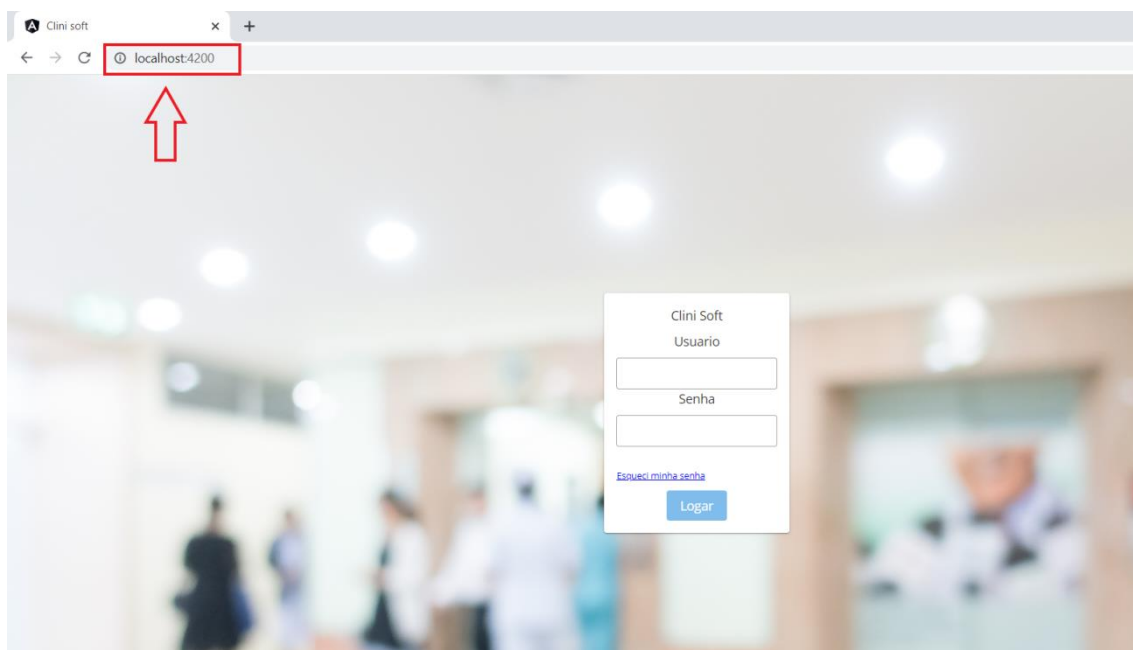 Clini soft
localhost:4200
Clini Soft
Usuario
Senha
Esqueci minha senha
Logar